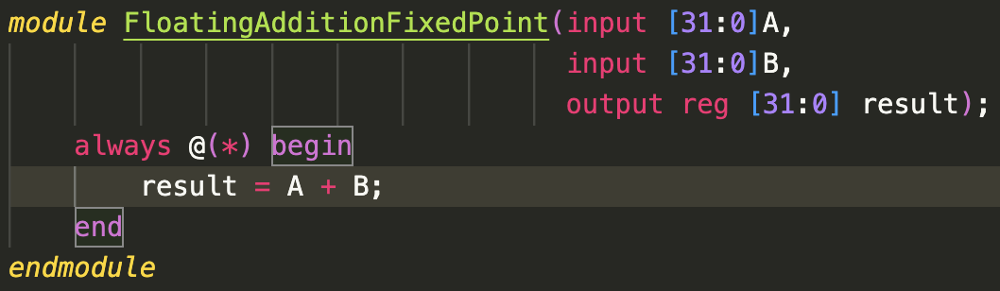 module FloatingAdditionFixedPoint(input [31:0]A,
input [31:0]B,
output reg [31:0] result);
always @(*) begin
result = A + B;
end
endmodule